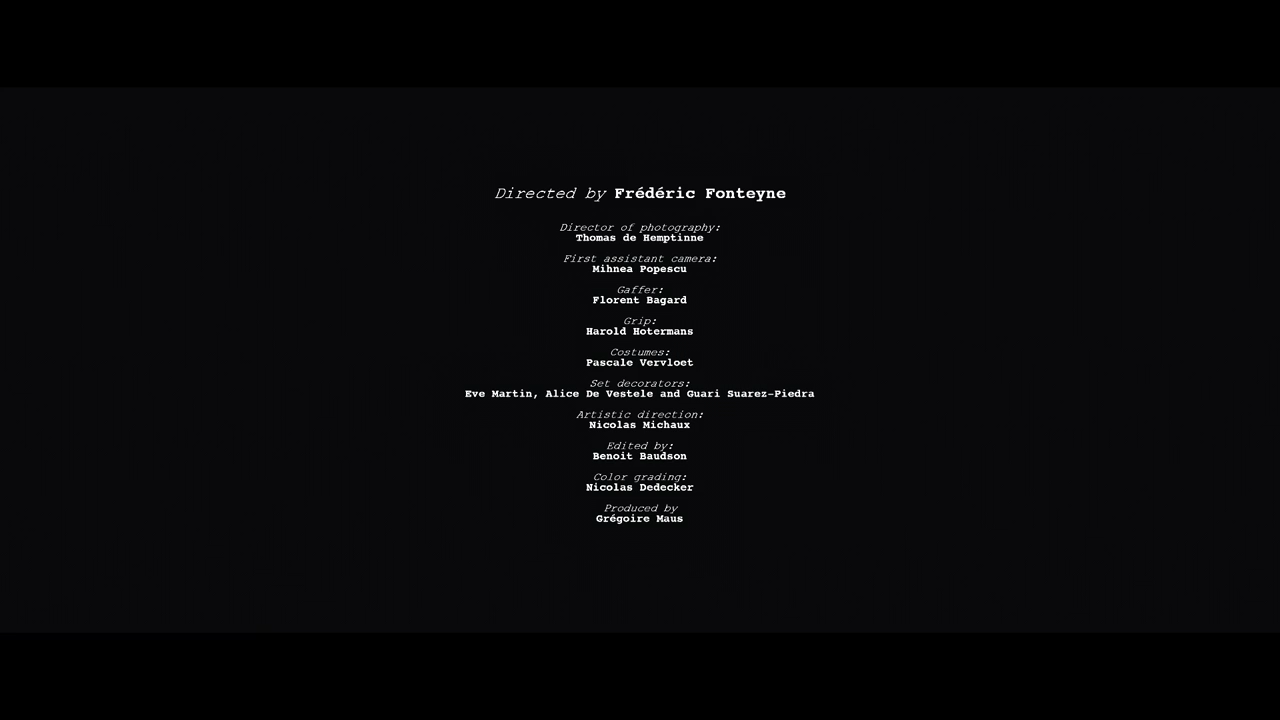 Directed by Frédéric Fonteyne
Director of photography:
Thomas de Hemptinne
First assistant camera:
Mihnea Popescu
Gaffer:
Florent Bagard
Grip:
Harold Hotermans
Costumes:
Pascale Vervloet
Set decorators:
Eve Martin, Alice De Vestele and Guari Suarez-Piedra
Artistic direction:
Nicolas Michaux
Edited by:
Benoit Baudson
Color grading:
Nicolas Dedecker
Produced by
Grégoire Maus